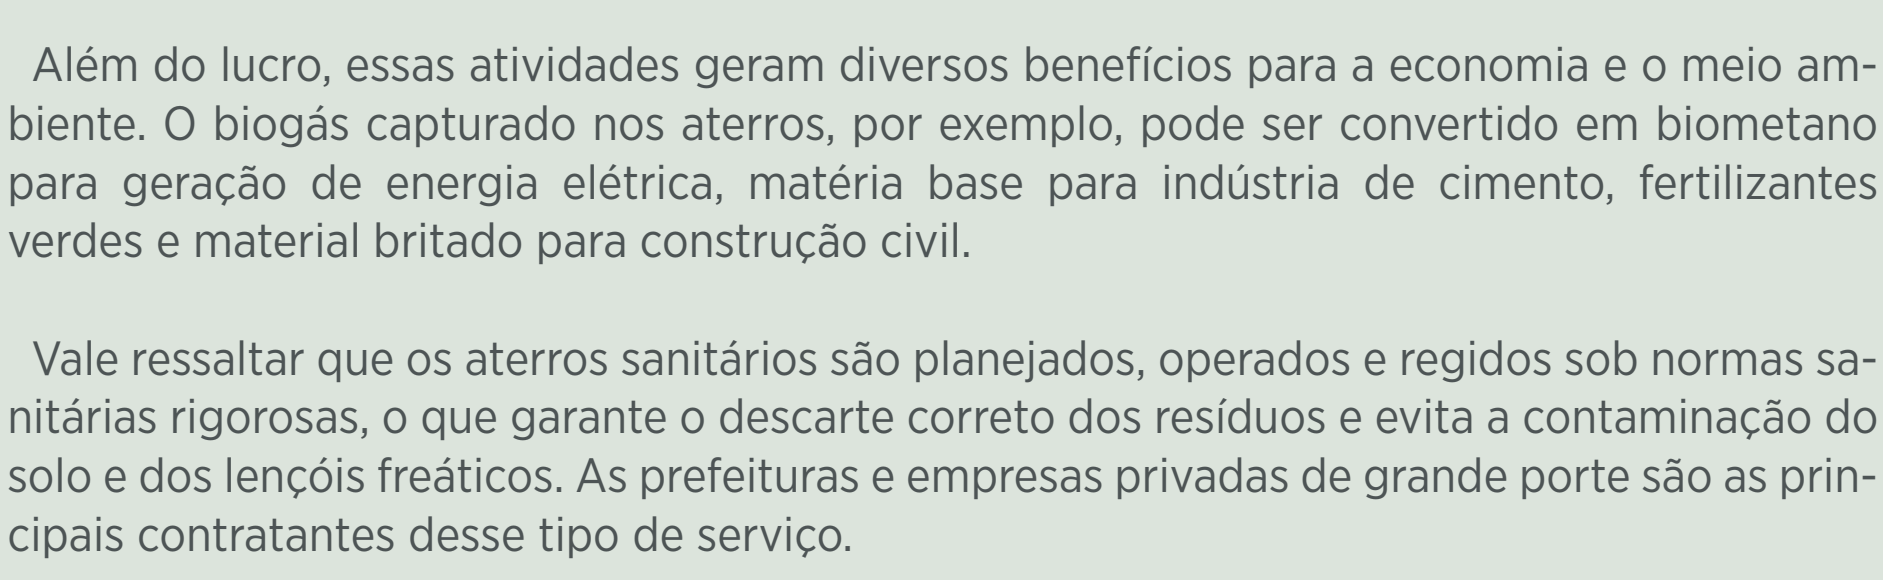 Além do lucro, essas atividades geram diversos benefícios para a economia e o meio am-
biente. O biogás capturado nos aterros, por exemplo, pode ser convertido em biometano
para geração de energia elétrica, matéria base para indústria de cimento, fertilizantes
verdes e material britado para construção civil.
Vale ressaltar que os aterros sanitários são planejados, operados e regidos sob normas sa-
nitárias rigorosas, o que garante o descarte correto dos resíduos e evita a contaminação do
solo e dos lençóis freáticos. As prefeituras e empresas privadas de grande porte são as prin-
cipais contratantes desse tipo de serviço.